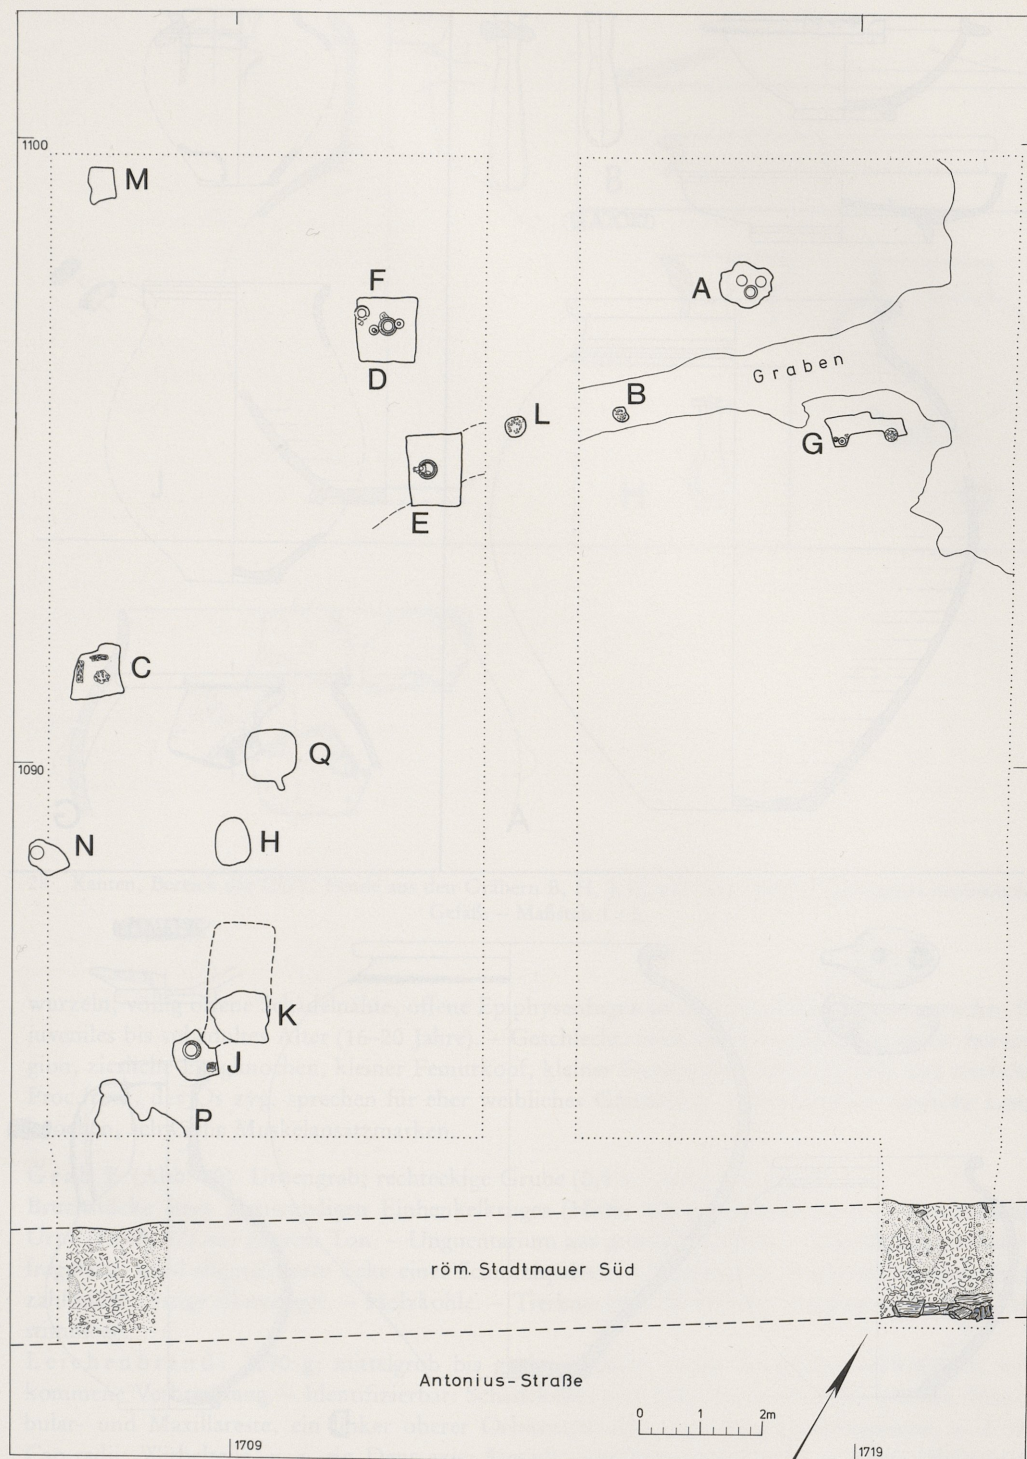 1100
M
F
A
D
Graben
B
L
G
E
C
Q
1090
N
H
K
J
P
röm. Stadtmauer Süd
Antonius-Straße
0 1 2m
1709
1719